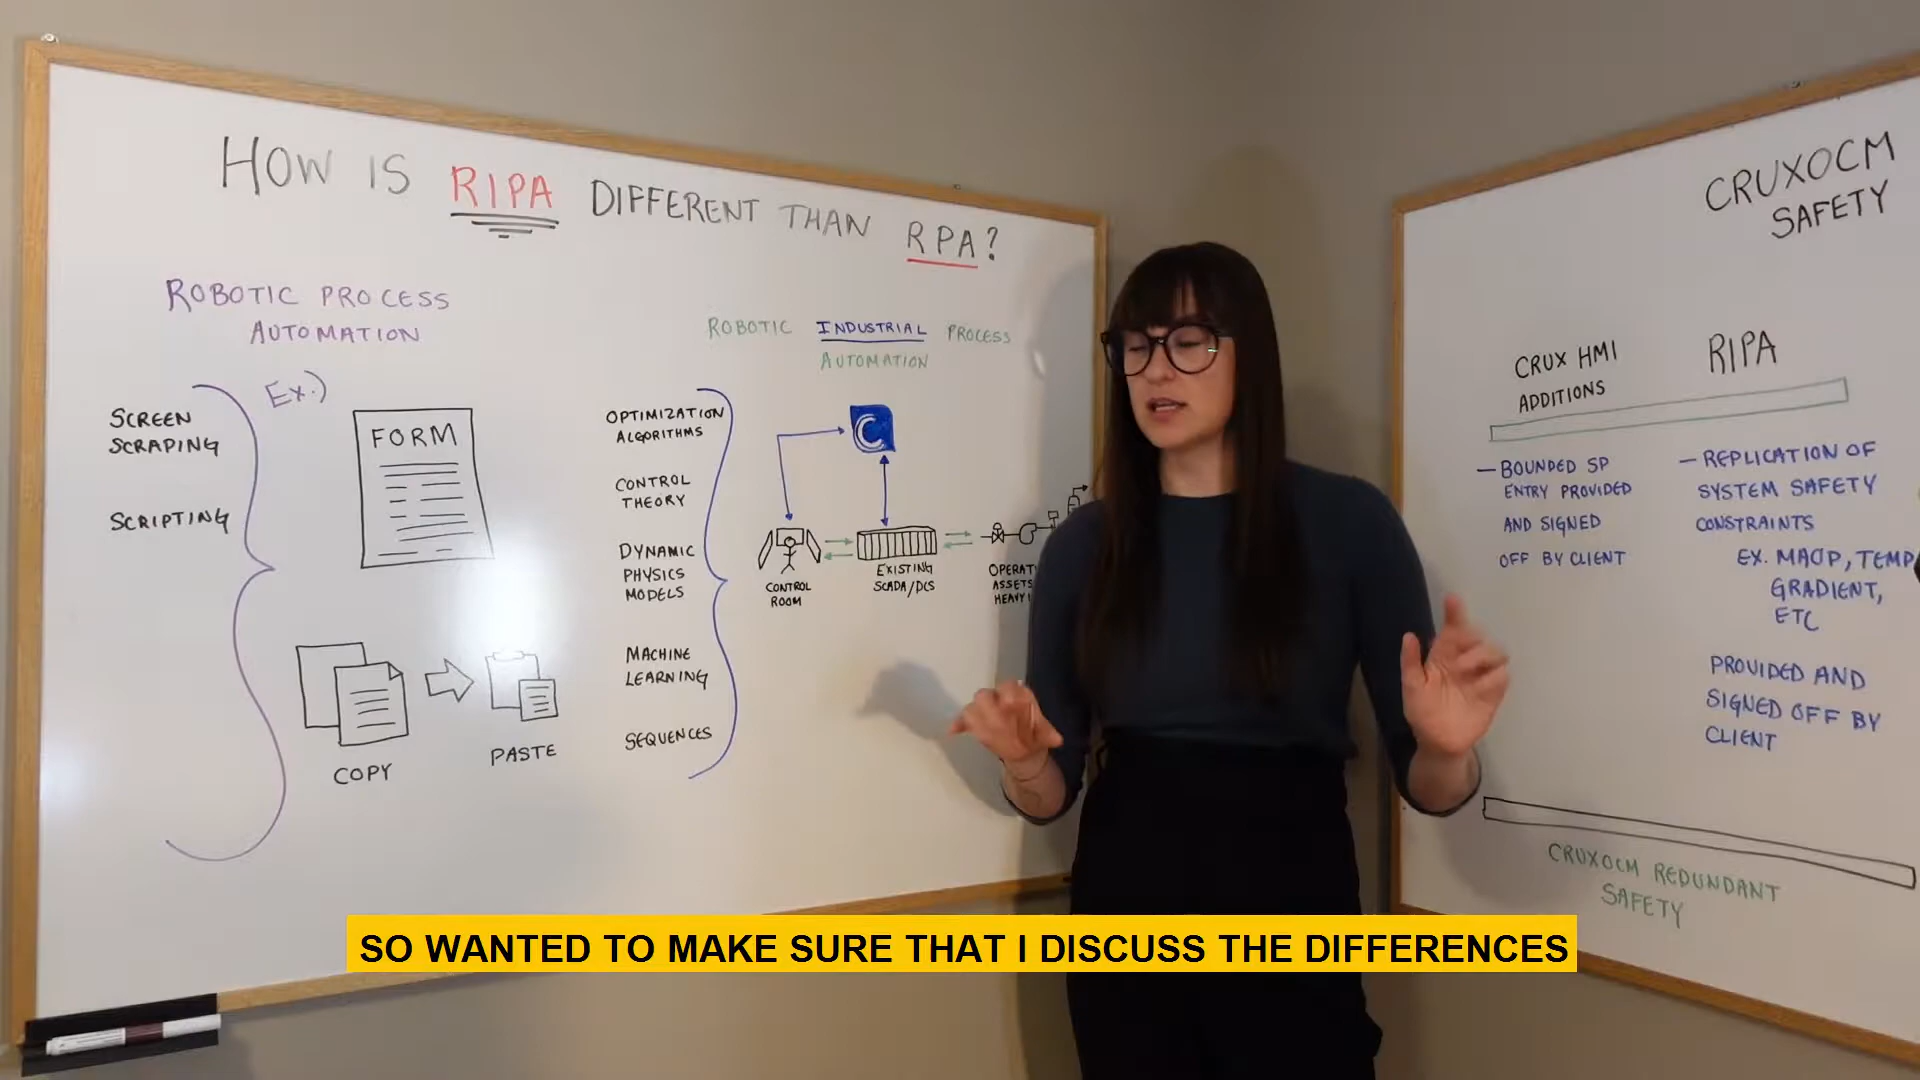 HOW IS RIPA DIFFERENT THAN RPA?
ROBOTIC PROCESS
AUTOMATION
SCREEN
SCRAPING
SCRIPTING
EX.)
FORM
COPY
PASTE
ROBOTIC INDUSTRIAL PROCESS
AUTOMATION
OPTIMIZATION
ALGORITHMS
CONTROL
THEORY
DYNAMIC
PHYSICS
MODELS
MACHINE
LEARNING
SEQUENCES
C
CONTROL
ROOM
EXISTING
SCADA/DCS
ASSETS
CRUXOCM
SAFETY
CRUX HMI
ADDITIONS
— BOUNDED SP
ENTRY PROVIDED
AND SIGNED
OFF BY CLIENT
RIPA
— REPLICATION OF
SYSTEM SAFETY
CONSTRAINTS
EX. MAOP, TEMP
GRADIENT,
ETC
PROVIDED AND
SIGNED OFF BY
CLIENT
CRUXOCM REDUNDANT
SAFETY
SO WANTED TO MAKE SURE THAT I DISCUSS THE DIFFERENCES